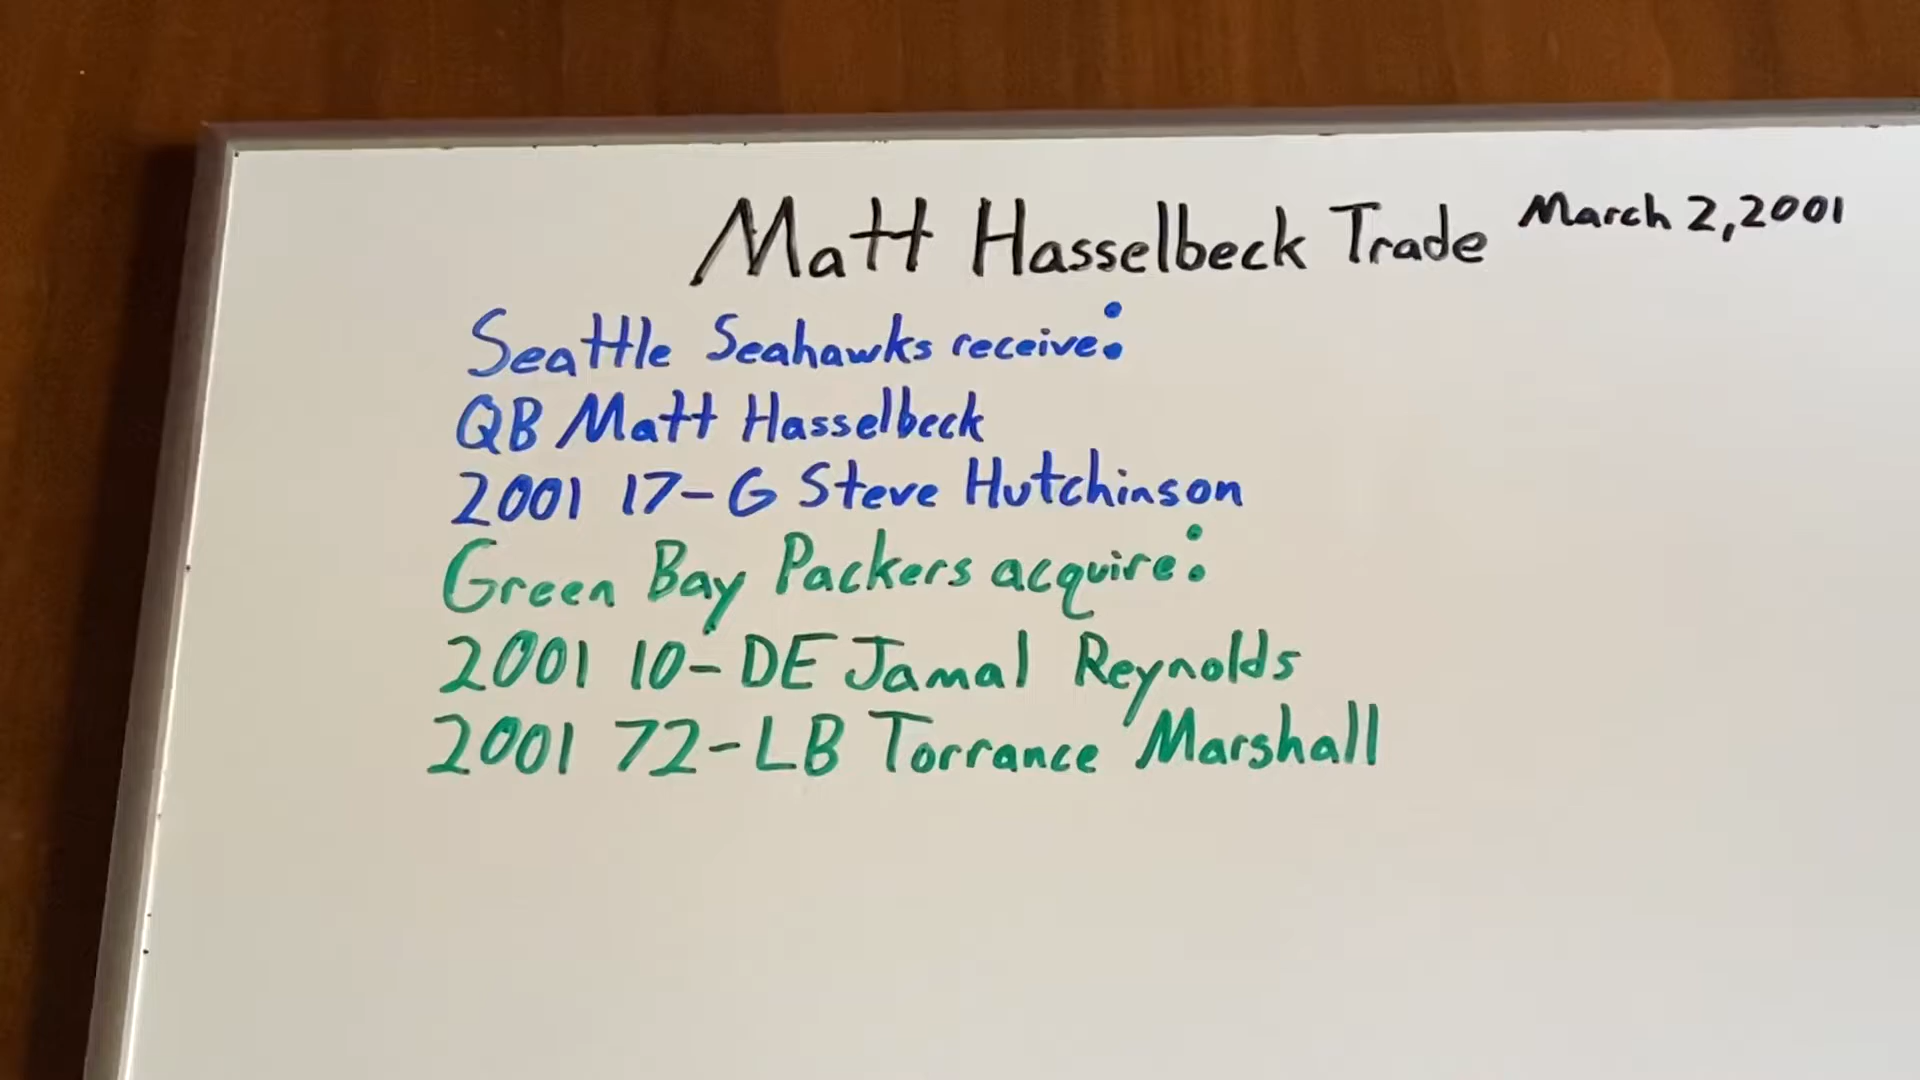 Matt Hasselbeck Trade March 2, 2001
Seattle Seahawks receive:
QB Matt Hasselbeck
2001 17-G Steve Hutchinson
Green Bay Packers acquire:
2001 10-DE Jamal Reynolds
2001 72-LB Torrance Marshall